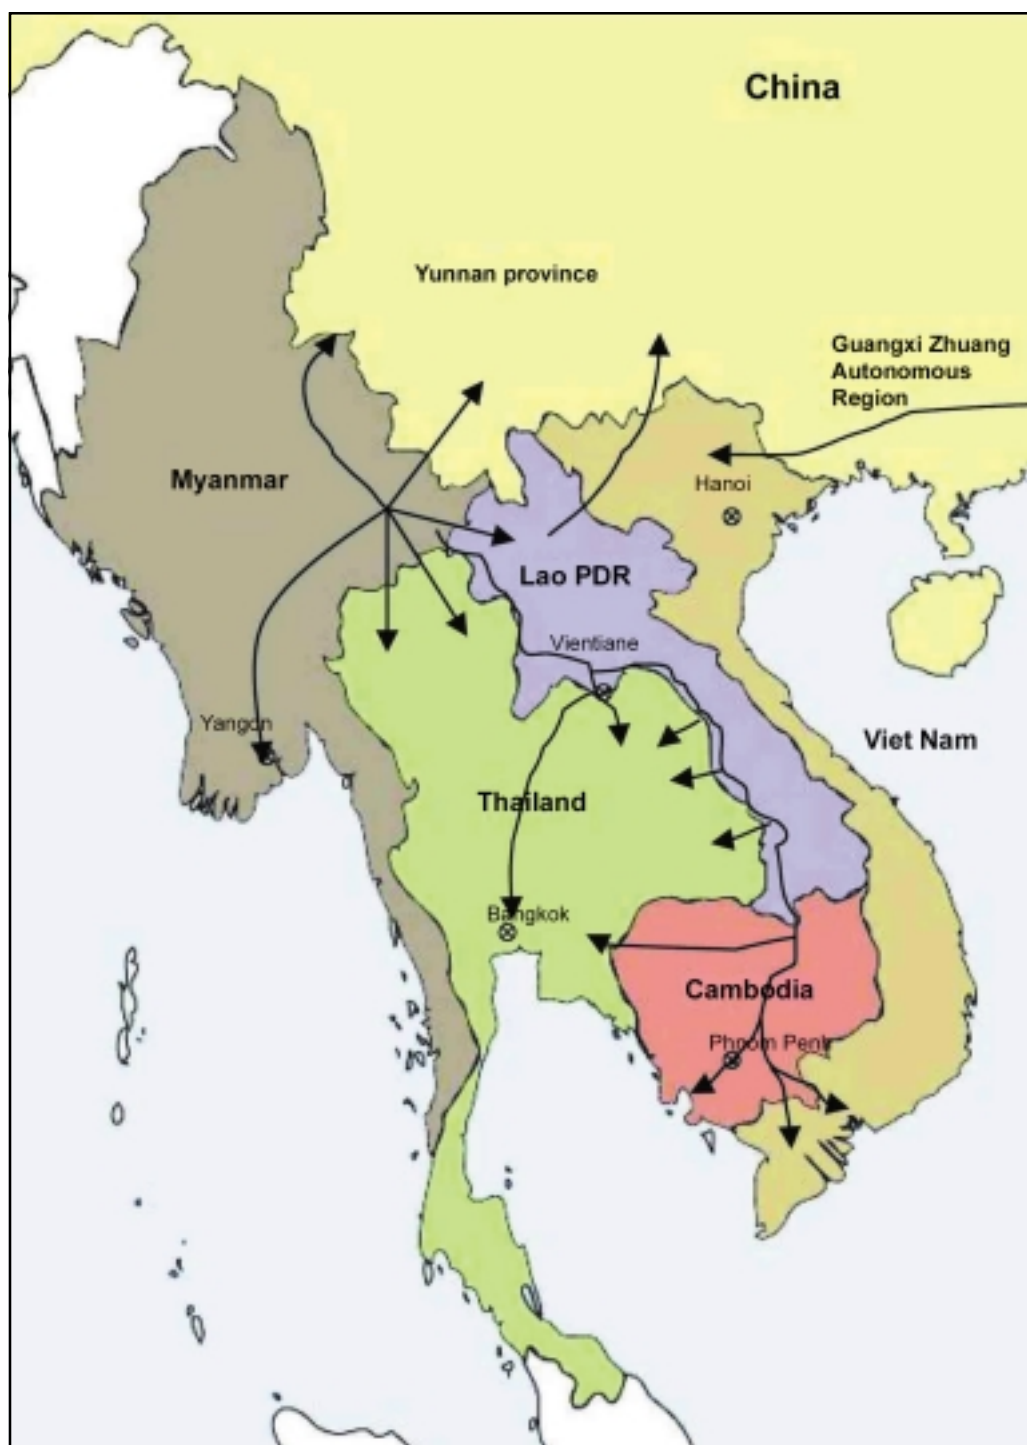 China
Yunnan province
Guangxi Zhuang
Autonomous
Region
Myanmar
Hanoi
Lao PDR
Vientiane
Yangon
Viet Nam
Thailand
Bangkok
Cambodia
Phnom Penh